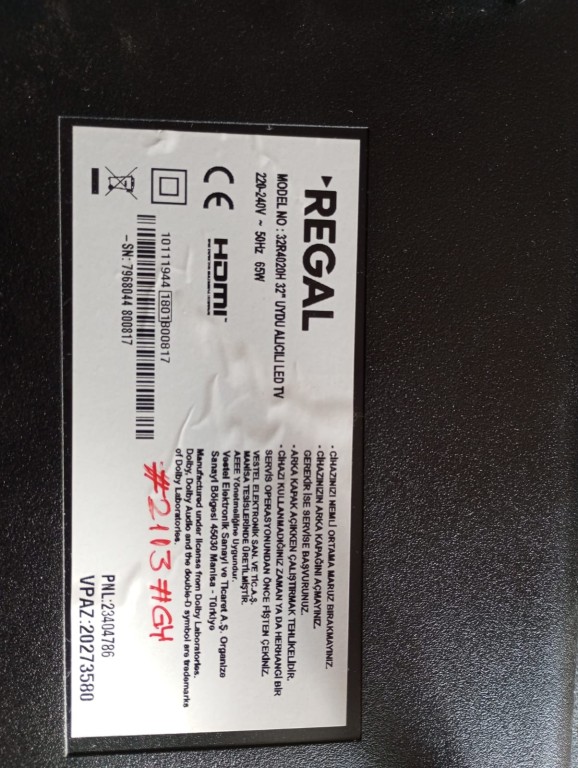 REGAL
MODEL NO : 32R4020H 32" UYDU ALICILI LED TV
220-240V ~ 50Hz 65W
CE
HDMI
10111944 1801 800817
-SN: 7968044 800817
- CİHAZINIZI NEMLİ ORTAMA MARUZ BIRAKMAYINIZ.
- CİHAZINIZIN ARKA KAPAĞINI AÇMAYINIZ.
GEREKİR İSE SERVİSE BAŞVURUNUZ.
- ARKA KAPAK AÇIKKEN ÇALIŞTIRMAK TEHLİKELİDİR.
- CİHAZI KULLANMADIĞINIZ ZAMAN YA DA HERHANGİ BİR
SERVİS OPERASYONUNDAN ÖNCE FİŞTEN ÇEKİNİZ.
VESTEL ELEKTRONİK SAN. VE TİC.A.Ş.
MANİSA TESİSLERİNDE ÜRETİLMİŞTİR.
AEEE Yönetmeliğine Uygundur.
Vestel Elektronik Sanayi ve Ticaret A.Ş. Organize
Sanayi Bölgesi 45030 Manisa - Türkiye
Manufactured under license from Dolby Laboratories.
Dolby, Dolby Audio and the double-D symbol are trademarks
of Dolby Laboratories.
#2113#G4
PNL:23404786
VPAZ:20273580